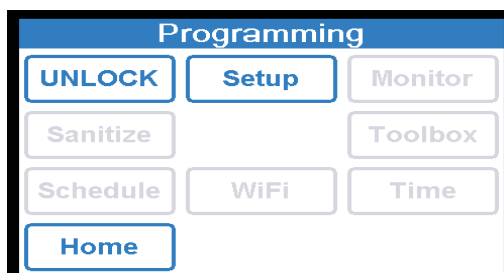 Programming
UNLOCK Setup Monitor
Sanitize Toolbox
Schedule WiFi Time
Home